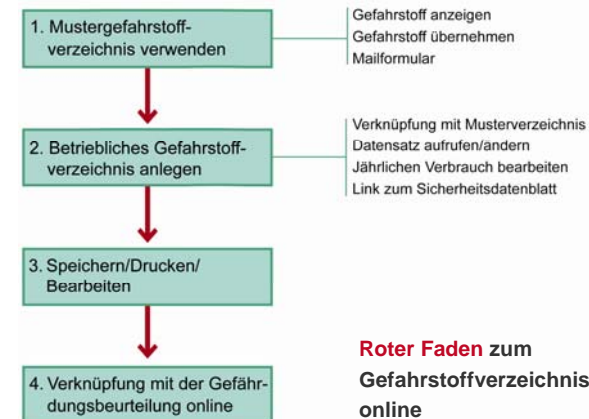 1. Mustergefahrstoff-
verzeichnis verwenden
Gefahrstoff anzeigen
Gefahrstoff übernehmen
Mailformular
2. Betriebliches Gefahrstoff-
verzeichnis anlegen
Verknüpfung mit Musterverzeichnis
Datensatz aufrufen/andern
Jährlichen Verbrauch bearbeiten
Link zum Sicherheitsdatenblatt
3. Speichern/Drucken/
Bearbeiten
4. Verknüpfung mit der Gefähr-
dungsbeurteilung online
Roter Faden zum
Gefahrstoffverzeichnis
online